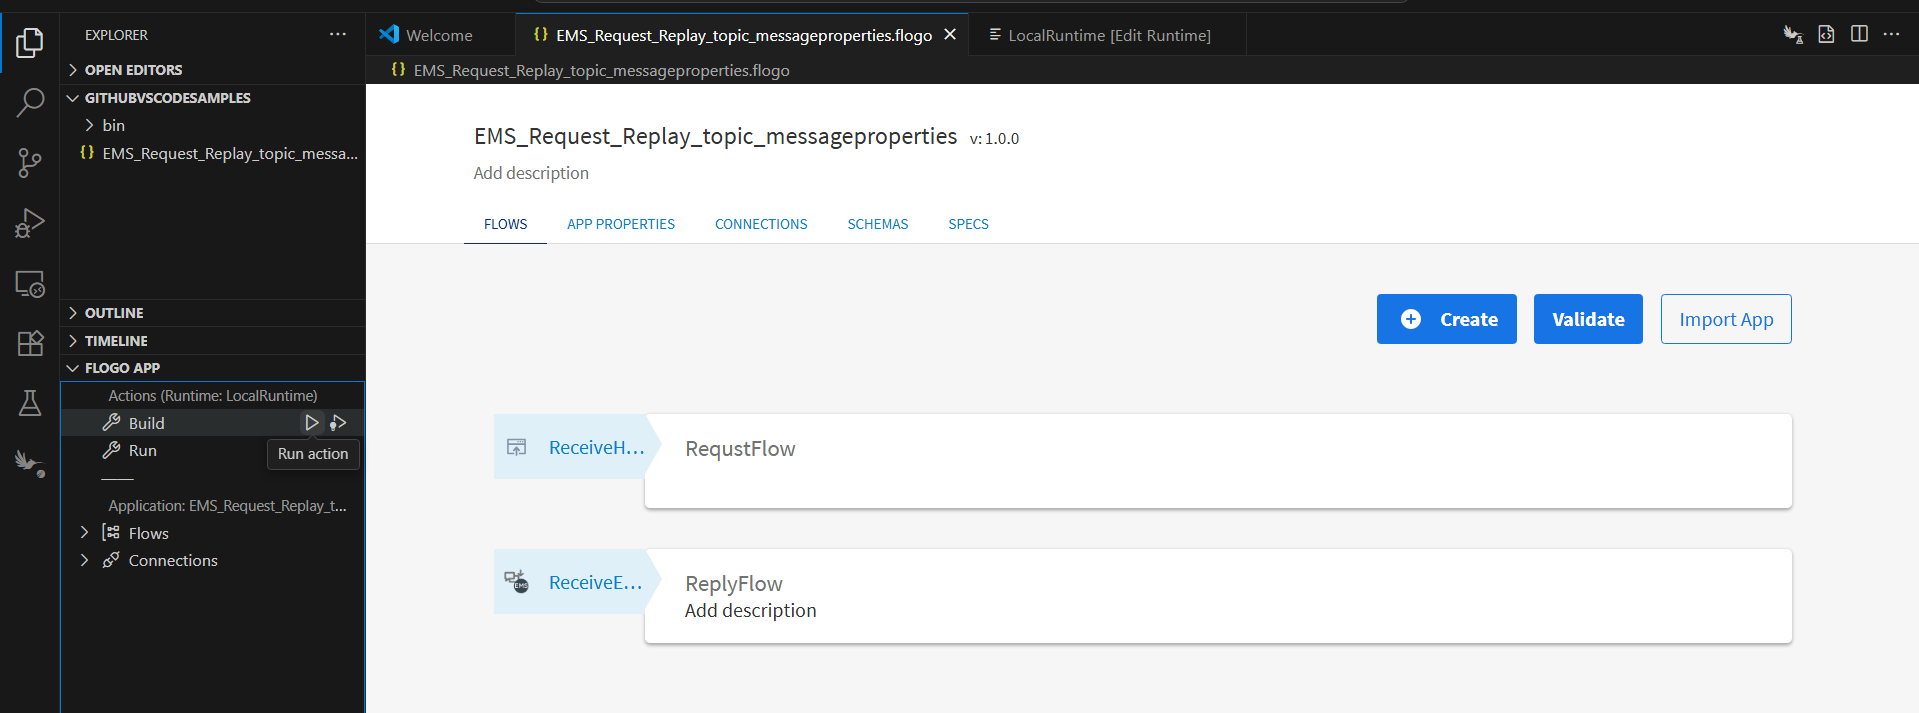 EXPLORER
OPEN EDITORS
GITHUBVSCODESAMPLES
bin
{} EMS_Request_Replay_topic_messa...
OUTLINE
TIMELINE
FLOGO APP
Actions (Runtime: LocalRuntime)
Build
Run
Run action
Application: EMS_Request_Replay_t...
Flows
Connections
Welcome
{} EMS_Request_Replay_topic_messageproperties.flogo
LocalRuntime [Edit Runtime]
{} EMS_Request_Replay_topic_messageproperties.flogo
EMS_Request_Replay_topic_messageproperties v: 1.0.0
Add description
FLOWS APP PROPERTIES CONNECTIONS SCHEMAS SPECS
Create Validate Import App
ReceiveH... RequstFlow
EMS ReceiveE... ReplyFlow
Add description